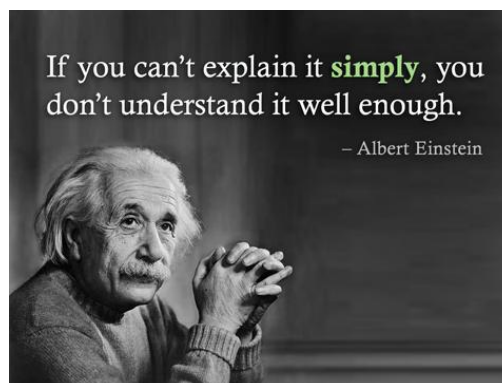 If you can’t explain it simply, you
don’t understand it well enough.
– Albert Einstein